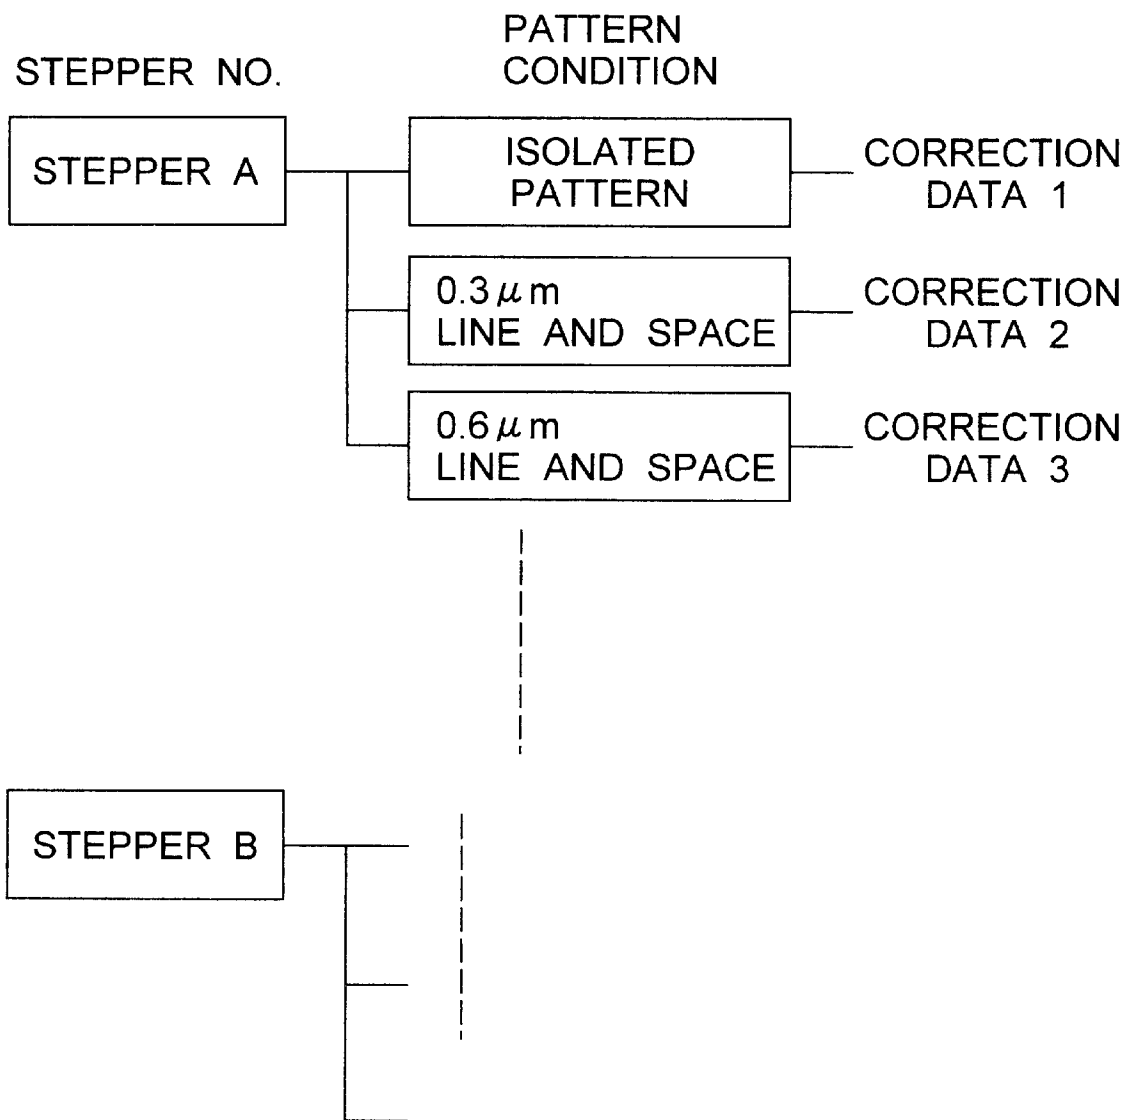 PATTERN
CONDITION
STEPPER NO.
STEPPER A
ISOLATED
PATTERN
CORRECTION
DATA 1
0.3μm
LINE AND SPACE
CORRECTION
DATA 2
0.6μm
LINE AND SPACE
CORRECTION
DATA 3
STEPPER B